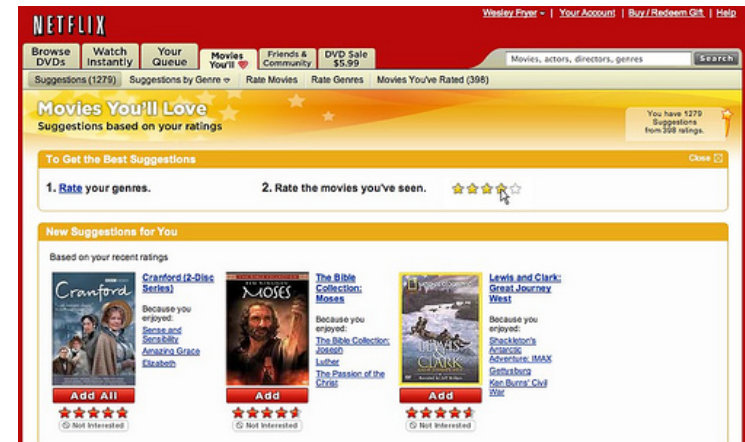 Wesley Fryer | Your Account | Buy/Redeem Gift | Help
NETFLIX
Browse DVDs
Watch Instantly
Your Queue
Movies You'll
Friends & Community
DVD Sale $5.99
Movies, actors, directors, genres
Search
Suggestions (1279)
Suggestions by Genre
Rate Movies
Rate Genres
Movies You've Rated (398)
Movies You'll Love
Suggestions based on your ratings
You have 1279
Suggestions
from 398 ratings.
To Get the Best Suggestions
Close
1. Rate your genres.
2. Rate the movies you've seen.
New Suggestions for You
Based on your recent ratings
Cranford
Cranford (2-Disc
Series)
Because you
enjoyed:
Sense and
Sensibility
Amazing Grace
Elizabeth
Add All
Not Interested
MOSES
The Bible
Collection:
Moses
Because you
enjoyed:
The Bible Collection:
Joseph
Luther
The Passion of the
Christ
Add
Not Interested
LEWIS
CLARK
Lewis and Clark:
Great Journey
West
Because you
enjoyed:
Shackleton's
Antarctic
Adventure: IMAX
Gettysburg
Ken Burns' Civil
War
Add
Not Interested